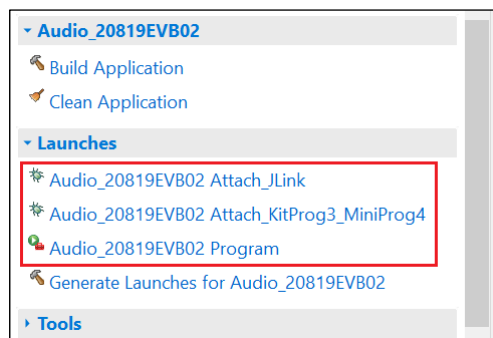 Audio_20819EVB02
Build Application
Clean Application
Launches
Audio_20819EVB02 Attach_JLink
Audio_20819EVB02 Attach_KitProg3_MiniProg4
Audio_20819EVB02 Program
Generate Launches for Audio_20819EVB02
Tools